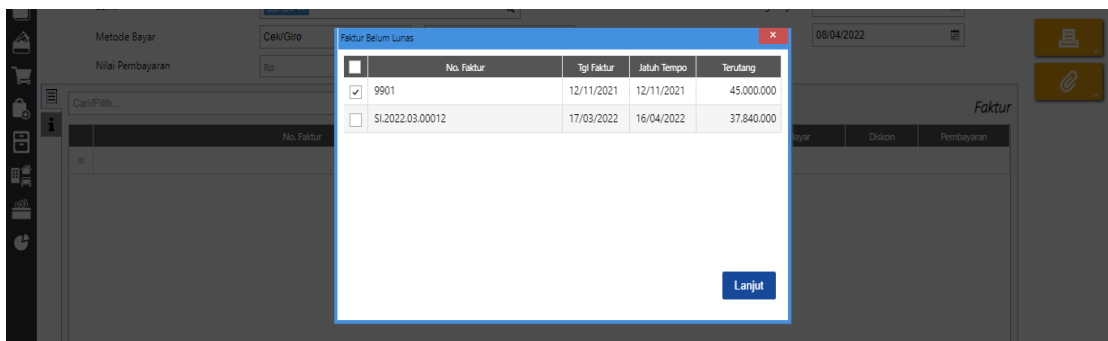 Metode Bayar
Cek/Giro
Faktur Belum Lunas
08/04/2022
Nilai Pembayaran
Rp
No. Faktur Tgl Faktur Jatuh Tempo Terutang
9901 12/11/2021 12/11/2021 45.000.000
SI.2022.03.00012 17/03/2022 16/04/2022 37.840.000
Cari/Pilih...
Faktur
No. Faktur
Bayar Diskon Pembayaran
Lanjut